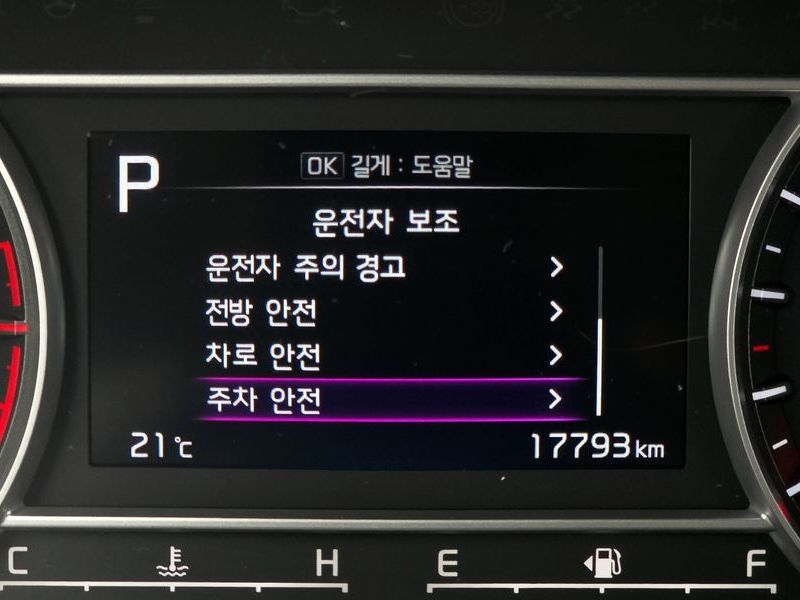 P
OK 길게 : 도움말
운전자 보조
운전자 주의 경고
전방 안전
차로 안전
주차 안전
21℃ 17793km
C H E F